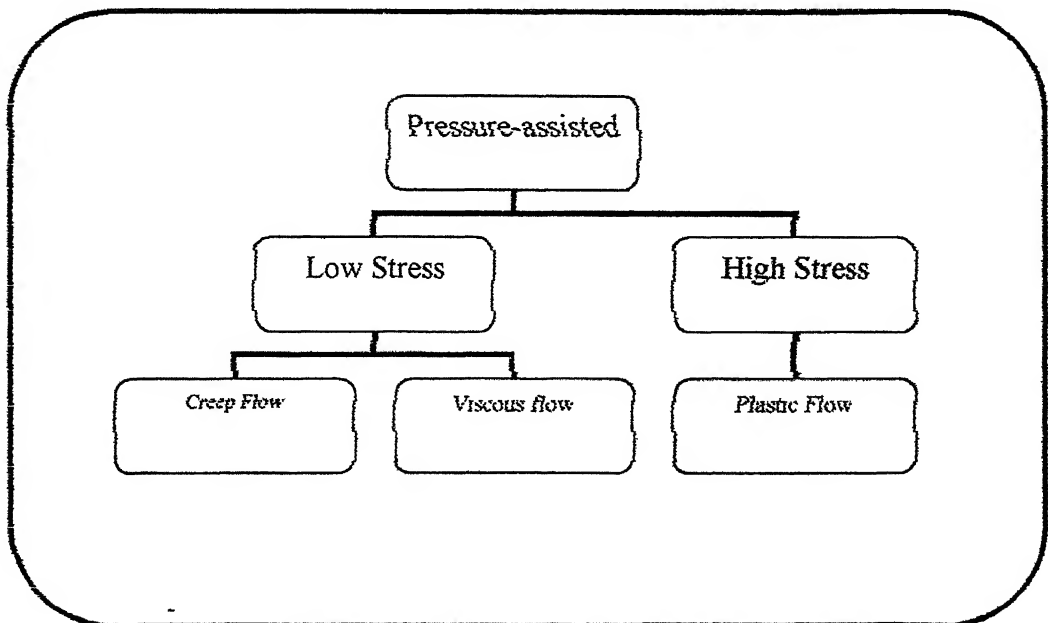 Pressure-assisted
Low Stress
High Stress
Creep Flow
Viscous flow
Plastic Flow